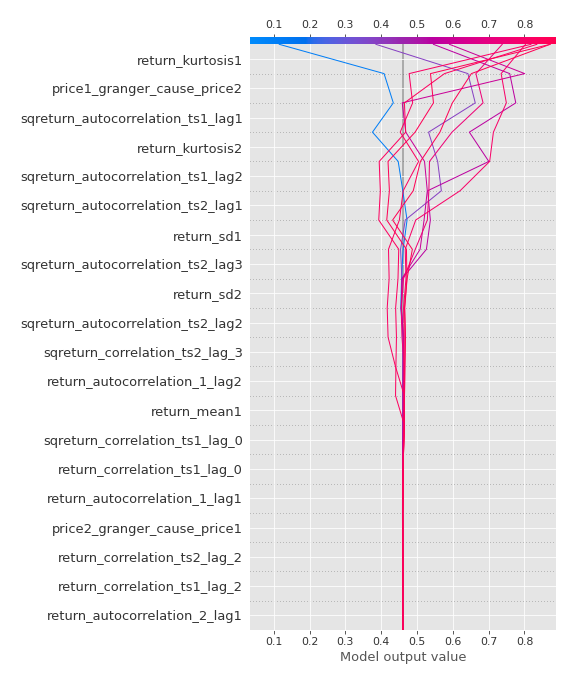 0.1 0.2 0.3 0.4 0.5 0.6 0.7 0.8
return_kurtosis1
price1_granger_cause_price2
sqreturn_autocorrelation_ts1_lag1
return_kurtosis2
sqreturn_autocorrelation_ts1_lag2
sqreturn_autocorrelation_ts2_lag1
return_sd1
sqreturn_autocorrelation_ts2_lag3
return_sd2
sqreturn_autocorrelation_ts2_lag2
sqreturn_correlation_ts2_lag_3
return_autocorrelation_1_lag2
return_mean1
sqreturn_correlation_ts1_lag_0
return_correlation_ts1_lag_0
return_autocorrelation_1_lag1
price2_granger_cause_price1
return_correlation_ts2_lag_2
return_correlation_ts1_lag_2
return_autocorrelation_2_lag1
0.1 0.2 0.3 0.4 0.5 0.6 0.7 0.8
Model output value